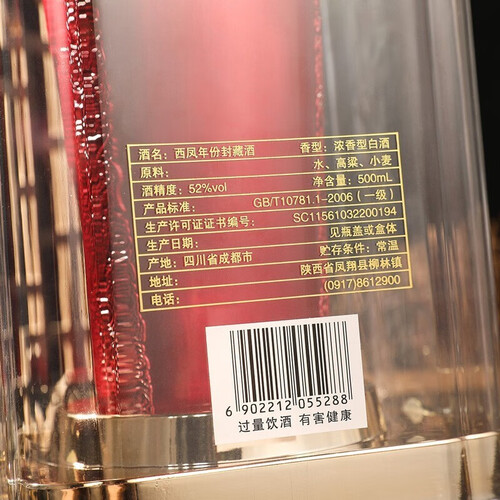 酒名：西凤年份封藏酒 香型：浓香型白酒
原料： 水、高粱、小麦
酒精度：52%vol 净含量：500mL
产品标准： GB/T10781.1-2006（一级）
生产许可证证书编号： SC11561032200194
生产日期： 见瓶盖或盒体
产地：四川省成都市 贮存条件：常温
地址： 陕西省凤翔县柳林镇
电话： (0917)8612900
6 902212 055288
过量饮酒 有害健康